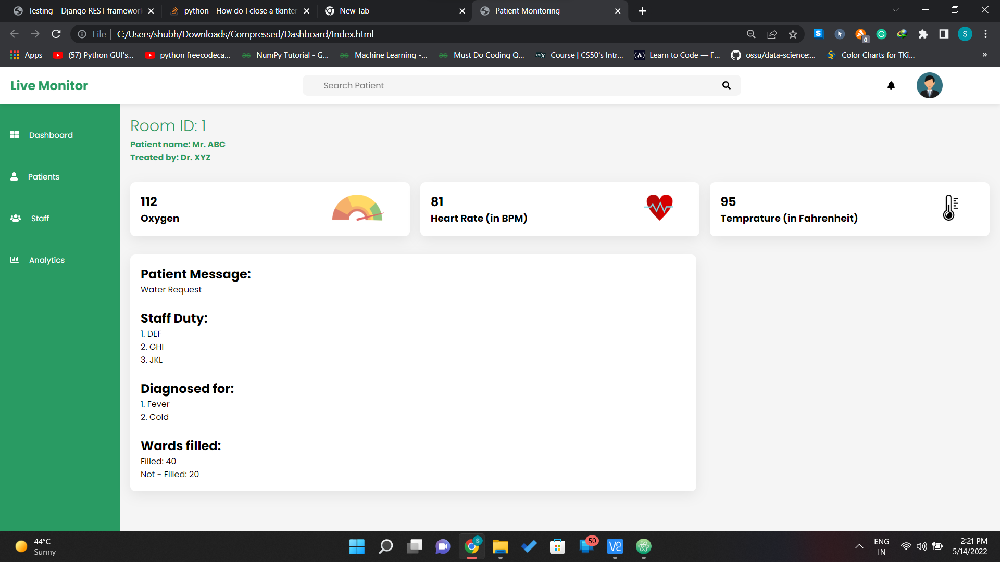 Testing – Django REST framework
python - How do I close a tkinter
New Tab
Patient Monitoring
File
C:/Users/shubh/Downloads/Compressed/Dashboard/Index.html
S
0
G
S
Apps
(57) Python GUI's...
python freecodeca...
NumPy Tutorial - G...
Machine Learning -...
Must Do Coding Q...
edX
Course | CS50's Intr...
Learn to Code — F...
ossu/data-science:...
Color Charts for TKi...
»
Live Monitor
Search Patient
Dashboard
Patients
Staff
Analytics
Room ID: 1
Patient name: Mr. ABC
Treated by: Dr. XYZ
112
Oxygen
81
Heart Rate (in BPM)
95
Temprature (in Fahrenheit)
Patient Message:
Water Request
Staff Duty:
1. DEF
2. GHI
3. JKL
Diagnosed for:
1. Fever
2. Cold
Wards filled:
Filled: 40
Not - Filled: 20
44°C
Sunny
S
50
ENG
IN
2:21 PM
5/14/2022